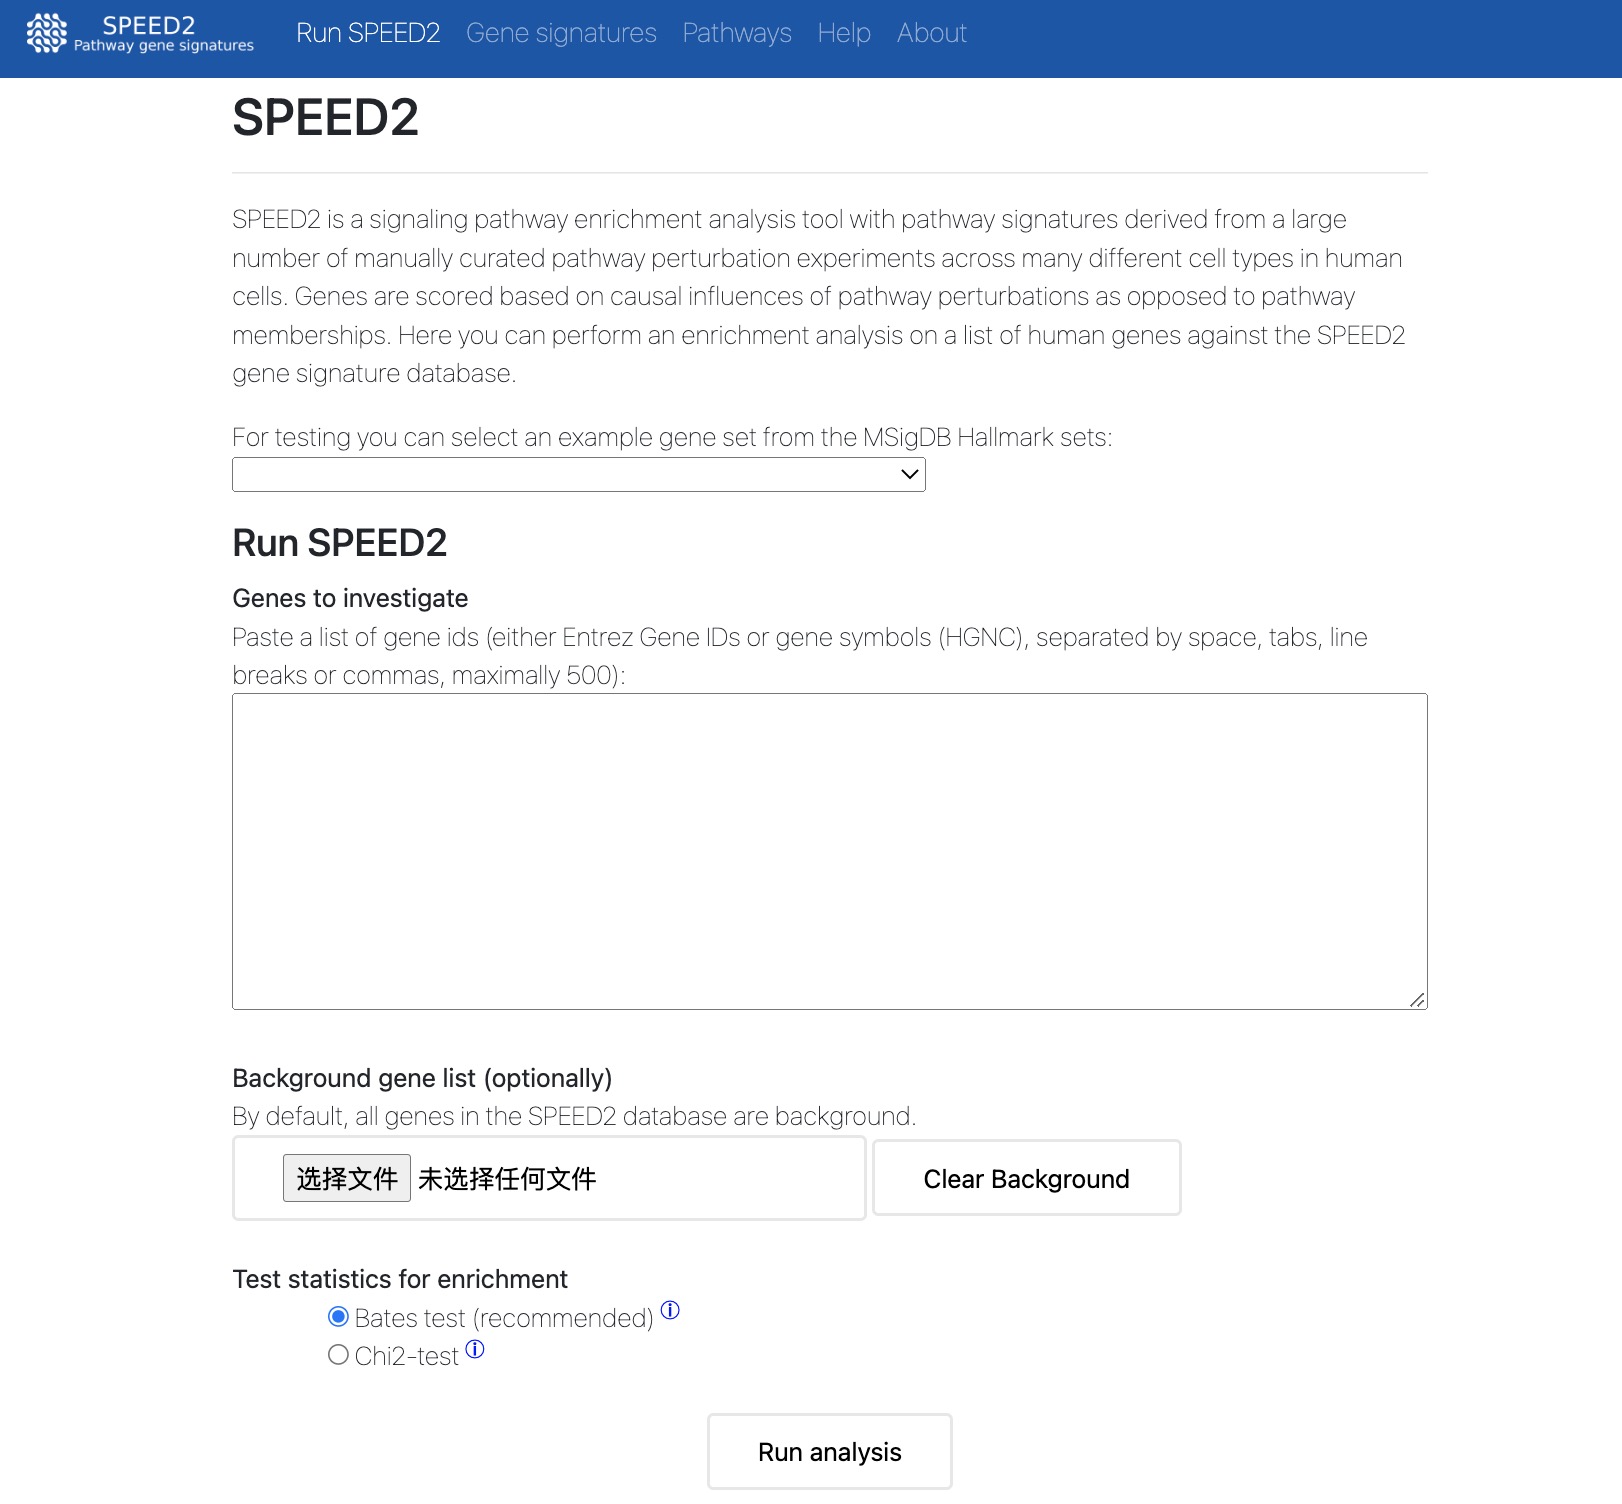 SPEED2
Pathway gene signatures
Run SPEED2 Gene signatures Pathways Help About
SPEED2
SPEED2 is a signaling pathway enrichment analysis tool with pathway signatures derived from a large
number of manually curated pathway perturbation experiments across many different cell types in human
cells. Genes are scored based on causal influences of pathway perturbations as opposed to pathway
memberships. Here you can perform an enrichment analysis on a list of human genes against the SPEED2
gene signature database.
For testing you can select an example gene set from the MSigDB Hallmark sets:
Run SPEED2
Genes to investigate
Paste a list of gene ids (either Entrez Gene IDs or gene symbols (HGNC), separated by space, tabs, line
breaks or commas, maximally 500):
Background gene list (optionally)
By default, all genes in the SPEED2 database are background.
选择文件 未选择任何文件 Clear Background
Test statistics for enrichment
Bates test (recommended) ⓘ
Chi2-test ⓘ
Run analysis